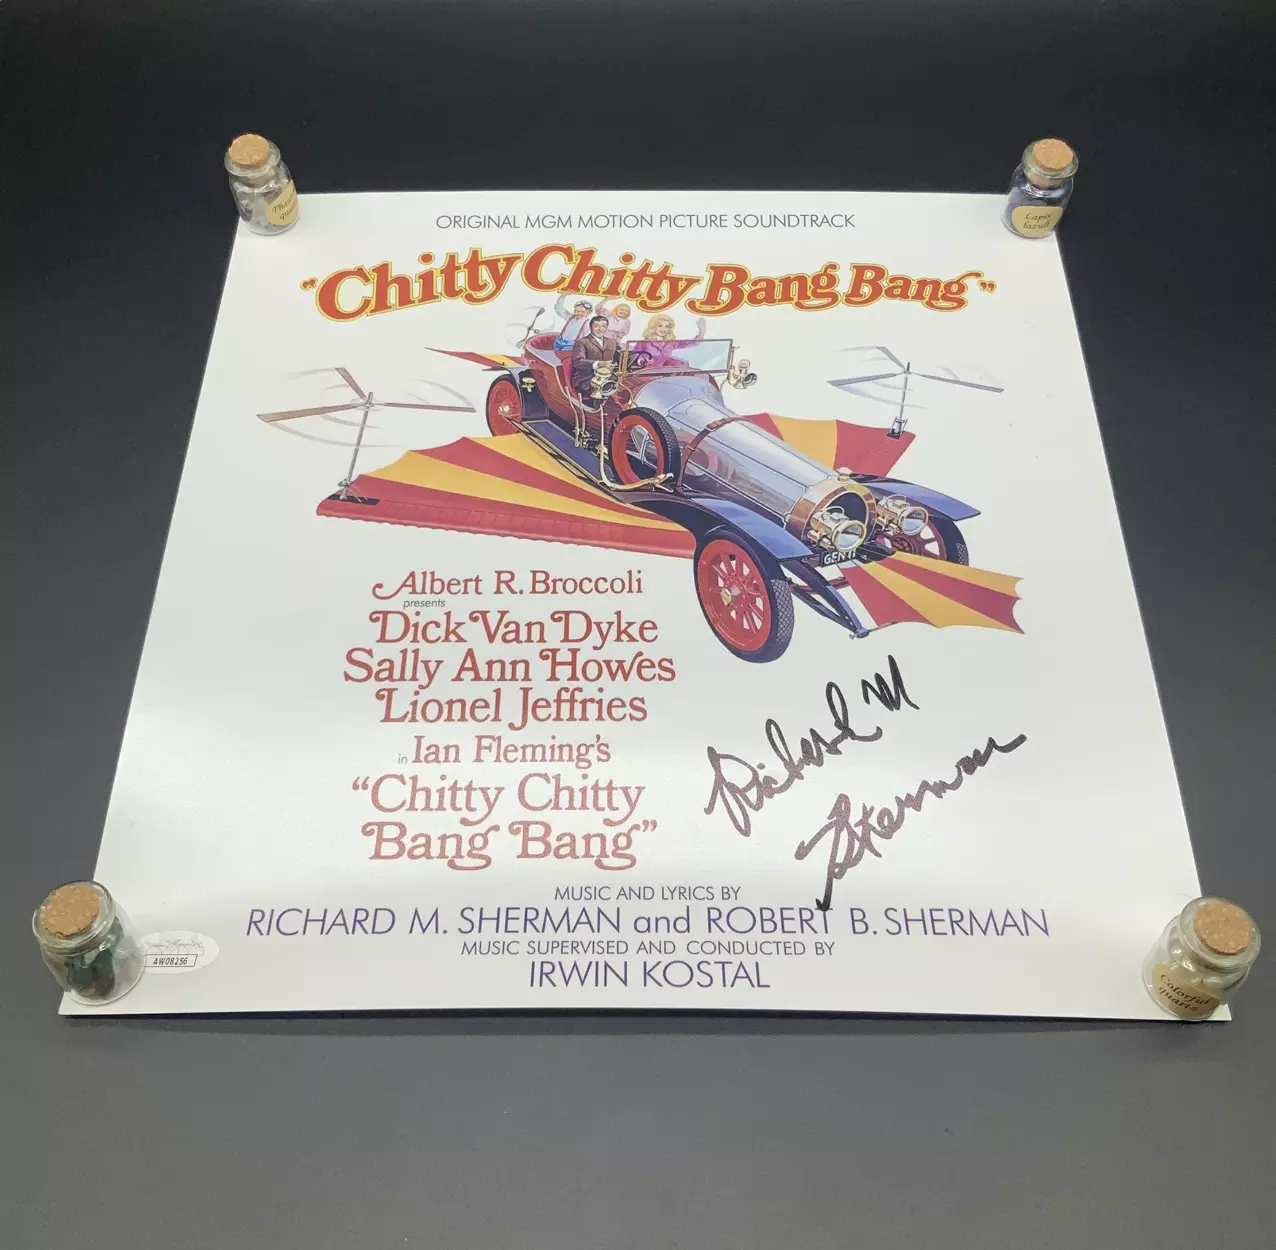 ORIGINAL MGM MOTION PICTURE SOUNDTRACK
"Chitty Chitty Bang Bang"
GEN 11
Albert R. Broccoli
presents
Dick Van Dyke
Sally Ann Howes
Lionel Jeffries
in Ian Fleming's
"Chitty Chitty
Bang Bang"
Richard M
Sherman
MUSIC AND LYRICS BY
RICHARD M. SHERMAN and ROBERT B. SHERMAN
MUSIC SUPERVISED AND CONDUCTED BY
IRWIN KOSTAL
AW08256
Lapis
lazuli
Colorful
quartz